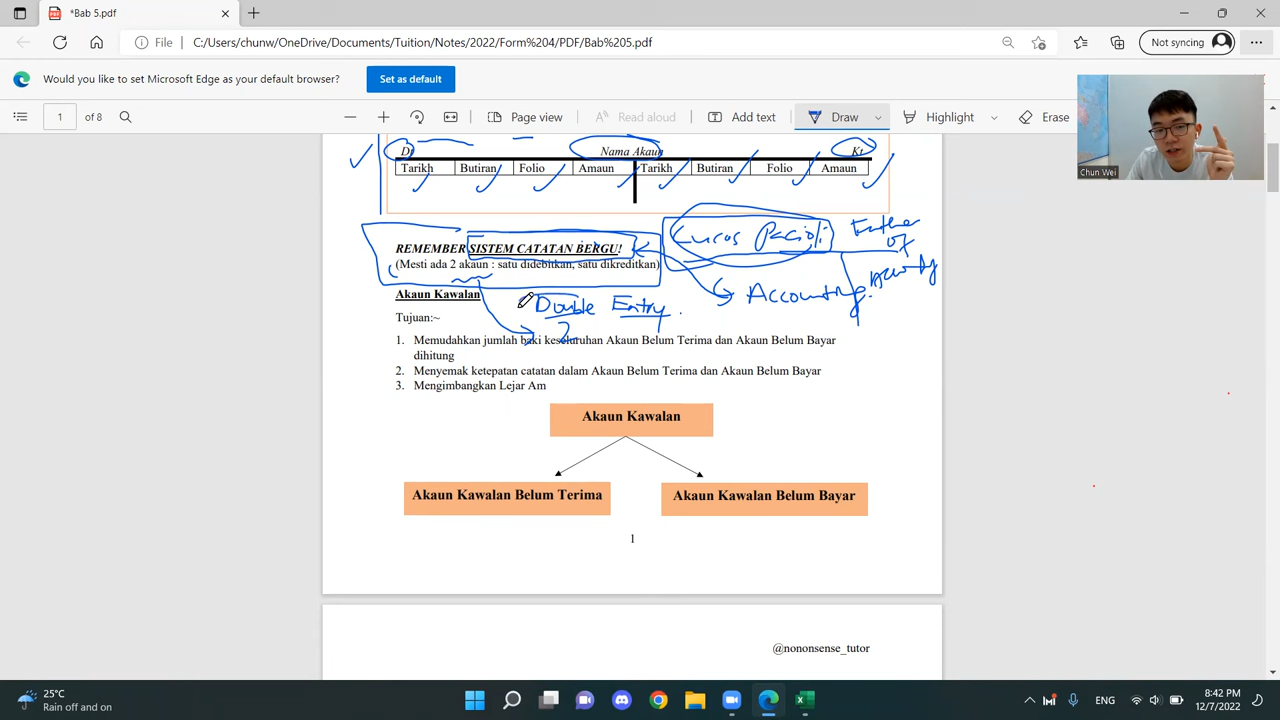 *Bab 5.pdf
File C:/Users/chunw/OneDrive/Documents/Tuition/Notes/2022/Form%204/PDF/Bab%205.pdf Not syncing
Would you like to set Microsoft Edge as your default browser? Set as default
1 of 8 Page view Read aloud Add text Draw Highlight Erase
Chun Wei
Dt Nama Akaun Kt
Tarikh Butiran Folio Amaun Tarikh Butiran Folio Amaun
Lucas Pacioli Father
of
Accounting
REMEMBER SISTEM CATATAN BERGU!
(Mesti ada 2 akaun : satu didebitkan, satu dikreditkan)
Akaun Kawalan
Double Entry. Accounting.
2
Tujuan:~
1. Memudahkan jumlah baki keseluruhan Akaun Belum Terima dan Akaun Belum Bayar
dihitung
2. Menyemak ketepatan catatan dalam Akaun Belum Terima dan Akaun Belum Bayar
3. Mengimbangkan Lejar Am
Akaun Kawalan
Akaun Kawalan Belum Terima Akaun Kawalan Belum Bayar
1
@nononsense_tutor
25°C
Rain off and on
ENG
8:42 PM
12/7/2022